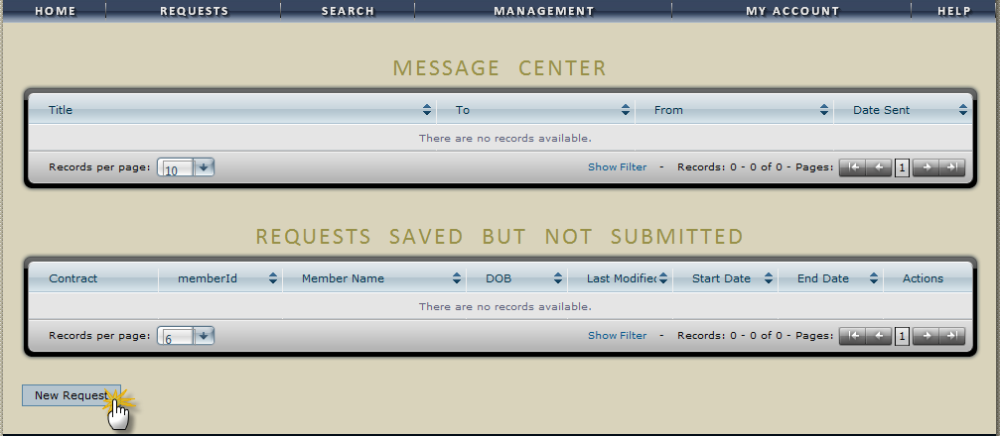 HOME REQUESTS SEARCH MANAGEMENT MY ACCOUNT HELP
MESSAGE CENTER
Title To From Date Sent
There are no records available.
Records per page: 10 Show Filter - Records: 0 - 0 of 0 - Pages: 1
REQUESTS SAVED BUT NOT SUBMITTED
Contract memberId Member Name DOB Last Modified Start Date End Date Actions
There are no records available.
Records per page: 6 Show Filter - Records: 0 - 0 of 0 - Pages: 1
New Request